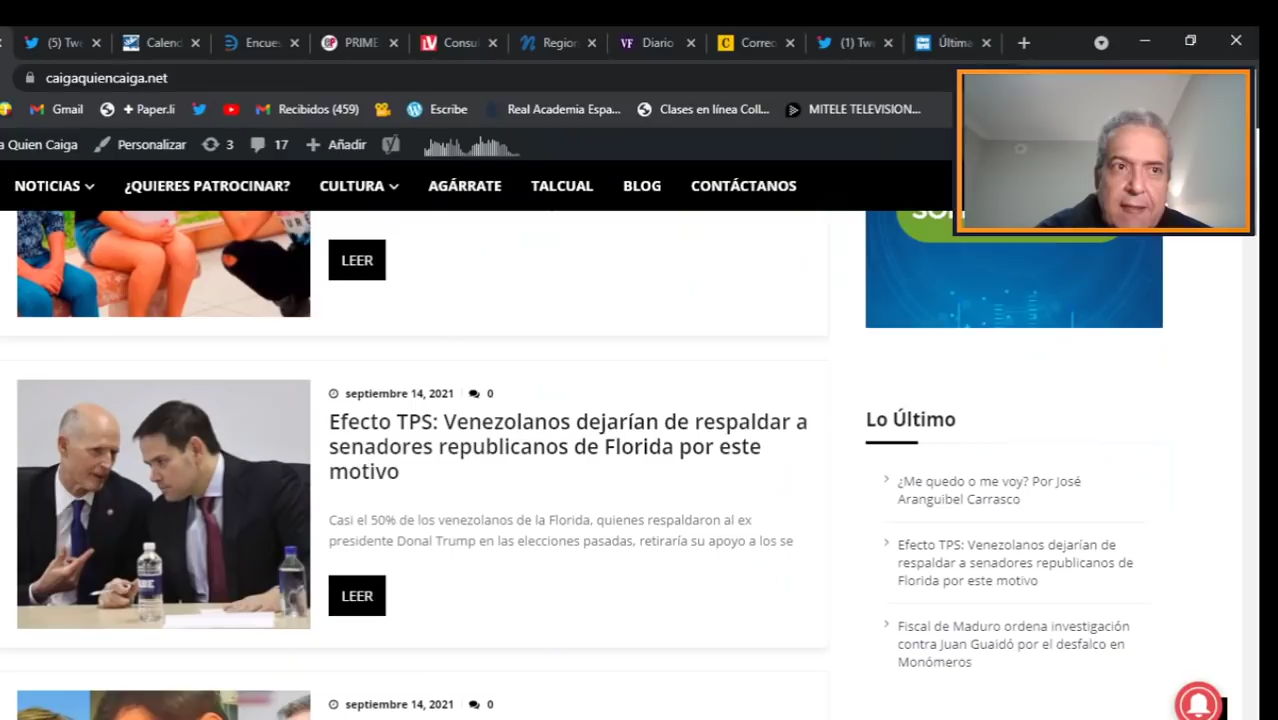 (5) Twe
Calend
Encues
PRIME
Consul
Region
VF Diario
Correo
(1) Twe
Última
caigaquiencaiga.net
Gmail
+ Paper.li
Recibidos (459)
Escribe
Real Academia Espa...
Clases en línea Coll...
MITELE TELEVISION...
a Quien Caiga
Personalizar
3
17
Añadir
NOTICIAS
¿QUIERES PATROCINAR?
CULTURA
AGÁRRATE
TALCUAL
BLOG
CONTÁCTANOS
LEER
septiembre 14, 2021
0
Efecto TPS: Venezolanos dejarían de respaldar a
senadores republicanos de Florida por este
motivo
Casi el 50% de los venezolanos de la Florida, quienes respaldaron al ex
presidente Donal Trump en las elecciones pasadas, retiraría su apoyo a los se
LEER
septiembre 14, 2021
0
Lo Último
¿Me quedo o me voy? Por José
Aranguibel Carrasco
Efecto TPS: Venezolanos dejarían de
respaldar a senadores republicanos de
Florida por este motivo
Fiscal de Maduro ordena investigación
contra Juan Guaidó por el desfalco en
Monómeros